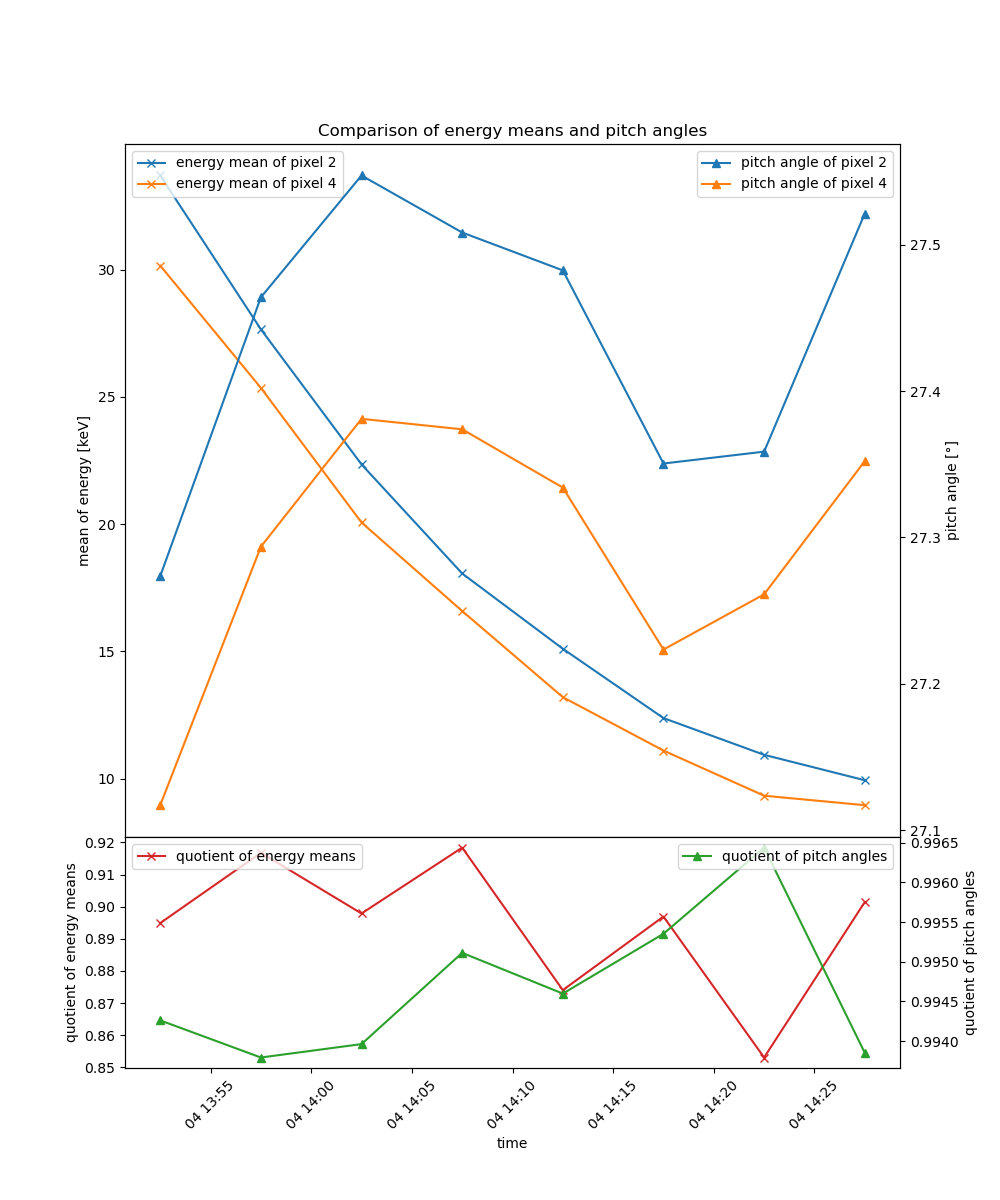 Comparison of energy means and pitch angles
energy mean of pixel 2
energy mean of pixel 4
pitch angle of pixel 2
pitch angle of pixel 4
mean of energy [keV]
30
25
20
15
10
pitch angle [°]
27.5
27.4
27.3
27.2
27.1
quotient of energy means
quotient of pitch angles
quotient of energy means
0.92
0.91
0.90
0.89
0.88
0.87
0.86
0.85
quotient of pitch angles
0.9965
0.9960
0.9955
0.9950
0.9945
0.9940
04 13:55
04 14:00
04 14:05
04 14:10
04 14:15
04 14:20
04 14:25
time